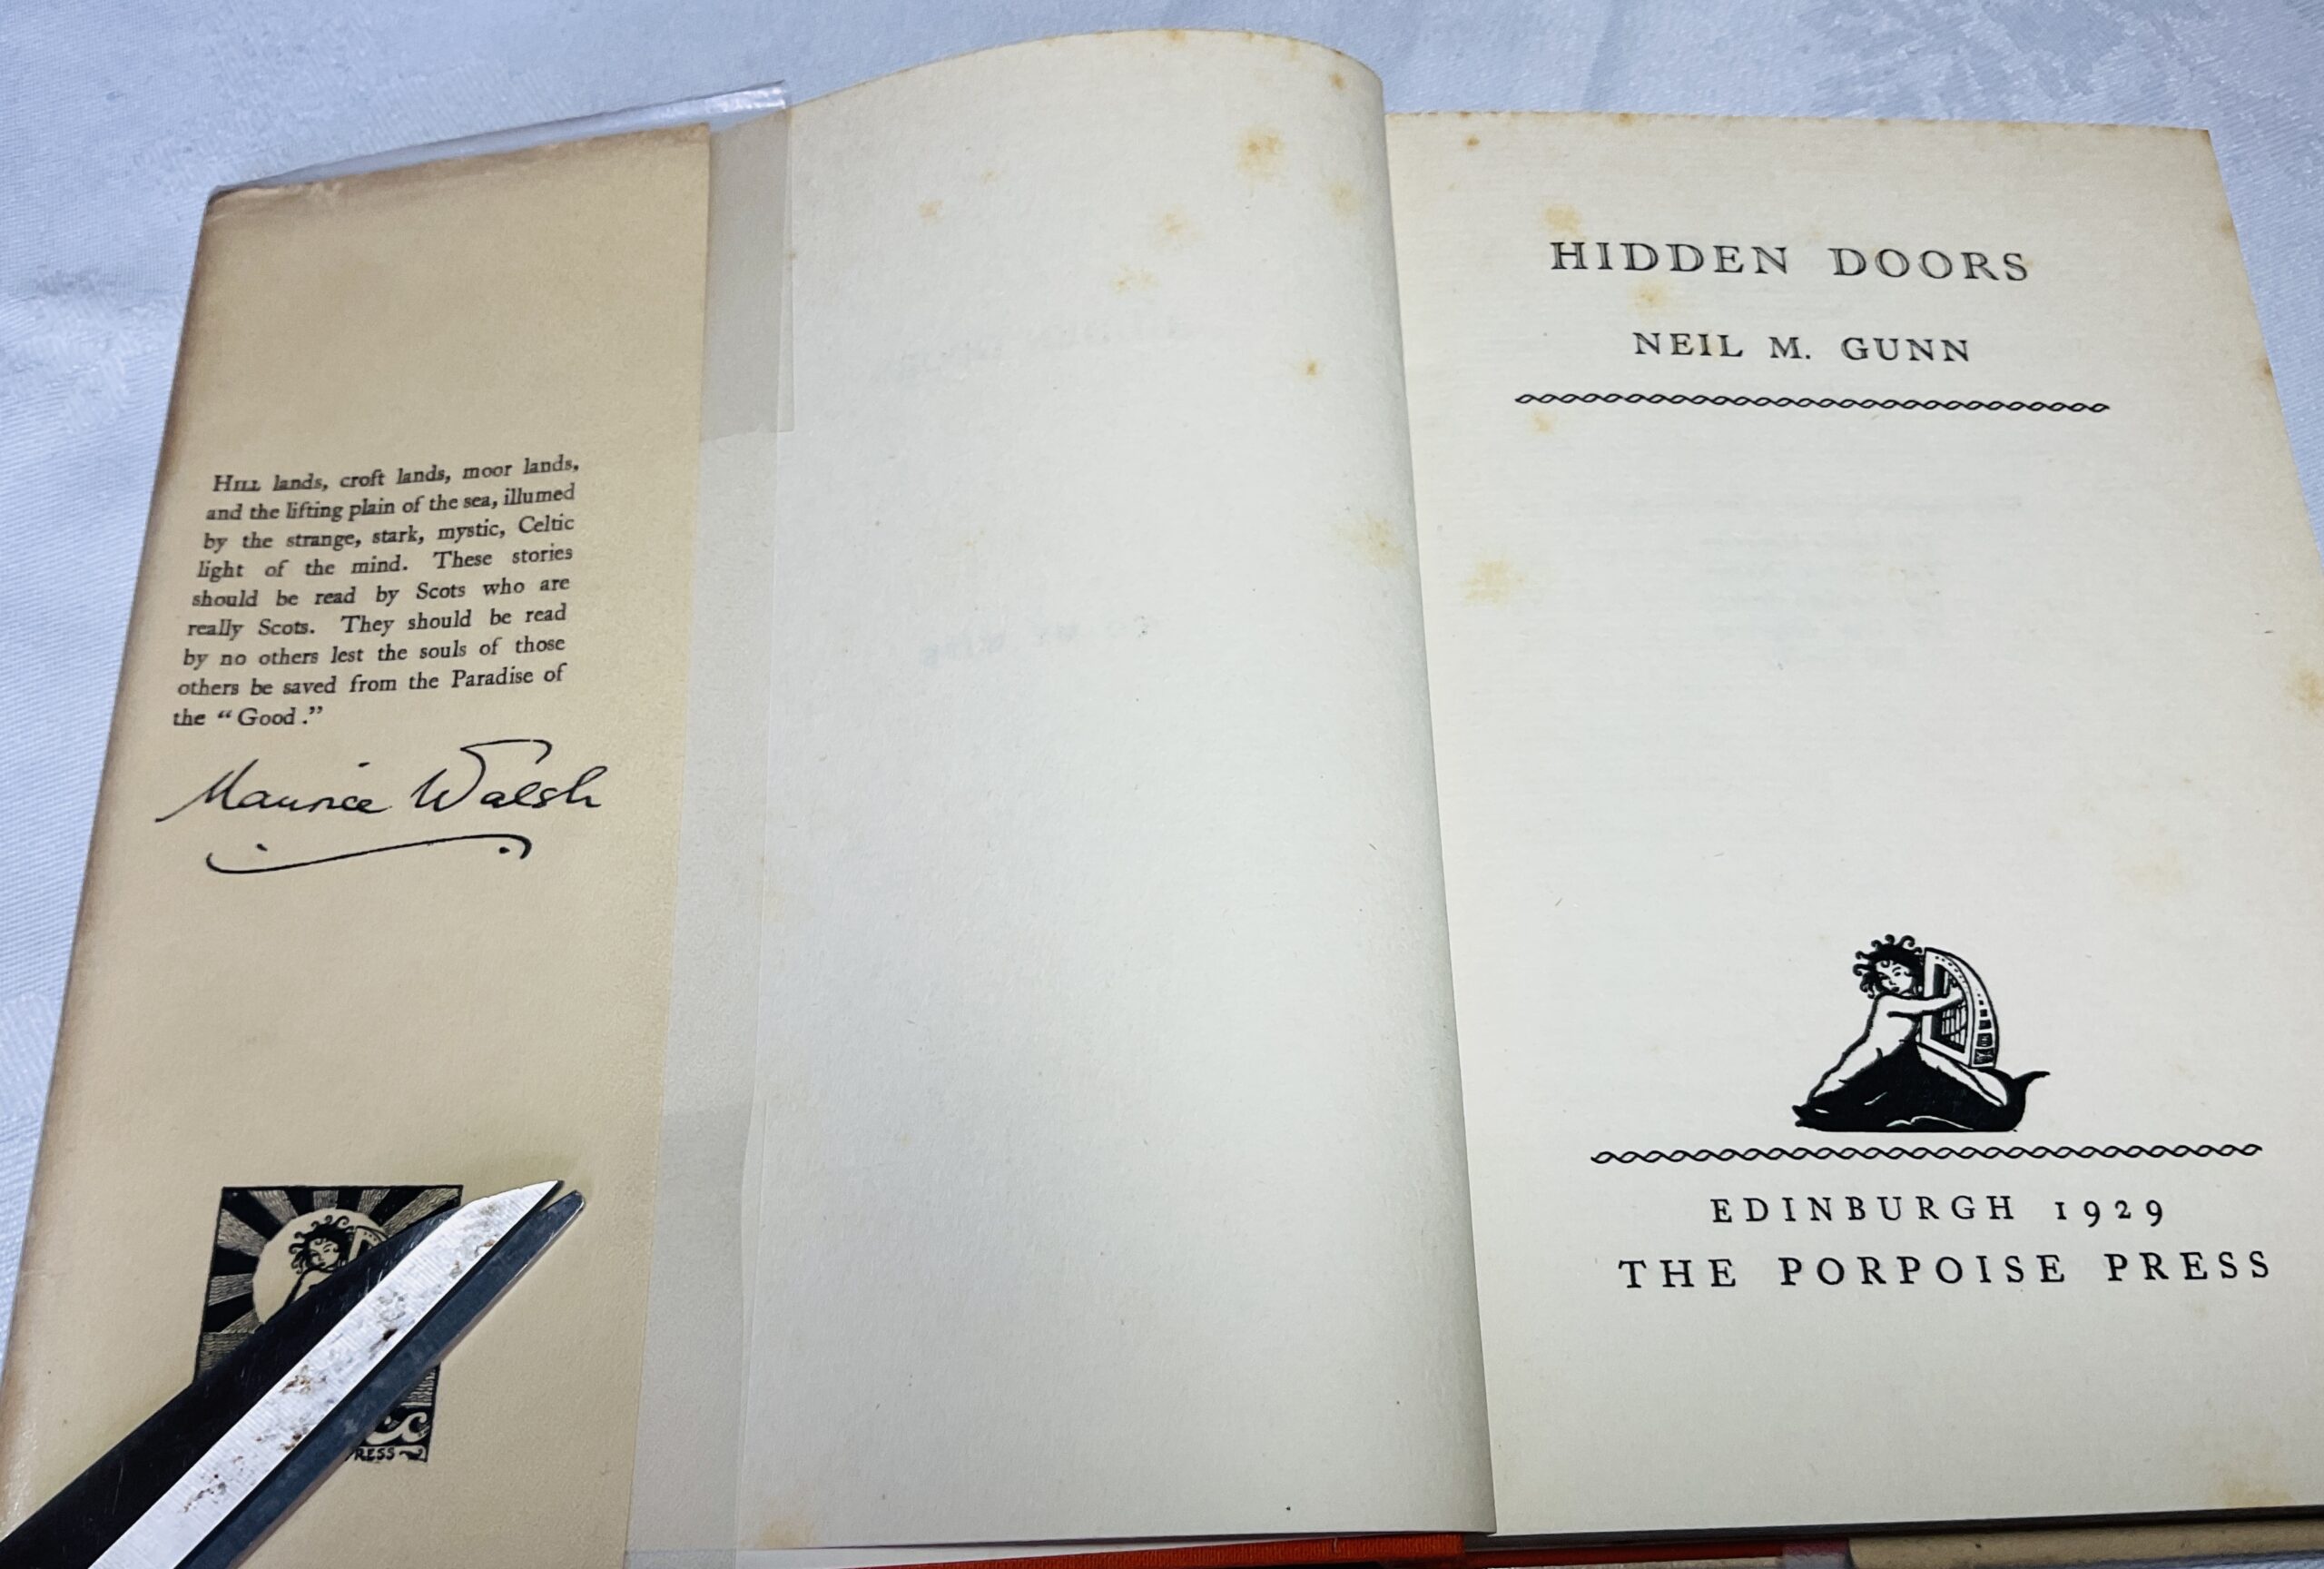 HILL lands, croft lands, moor lands,
and the lifting plain of the sea, illumed
by the strange, stark, mystic, Celtic
light of the mind. These stories
should be read by Scots who are
really Scots. They should be read
by no others lest the souls of those
others be saved from the Paradise of
the “Good.”
Maurice Walsh
HIDDEN DOORS
NEIL M. GUNN
EDINBURGH 1929
THE PORPOISE PRESS